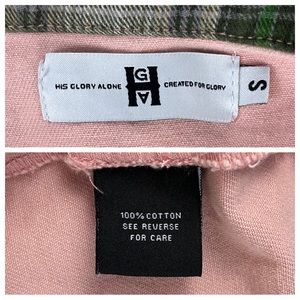 HIS GLORY ALONE HGA CREATED FOR GLORY
S
100% COTTON
SEE REVERSE
FOR CARE